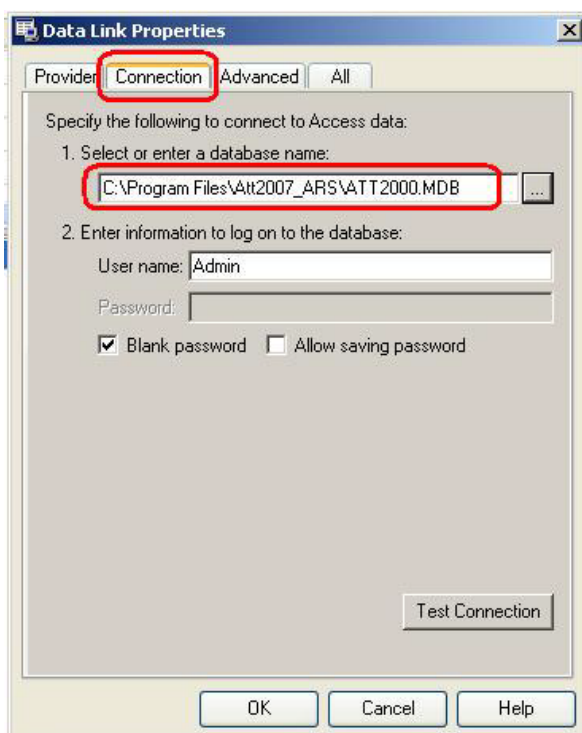 Data Link Properties
Provider Connection Advanced All
Specify the following to connect to Access data:
1. Select or enter a database name:
C:\Program Files\Att2007_ARS\ATT2000.MDB ...
2. Enter information to log on to the database:
User name: Admin
Password:
Blank password Allow saving password
Test Connection
OK Cancel Help